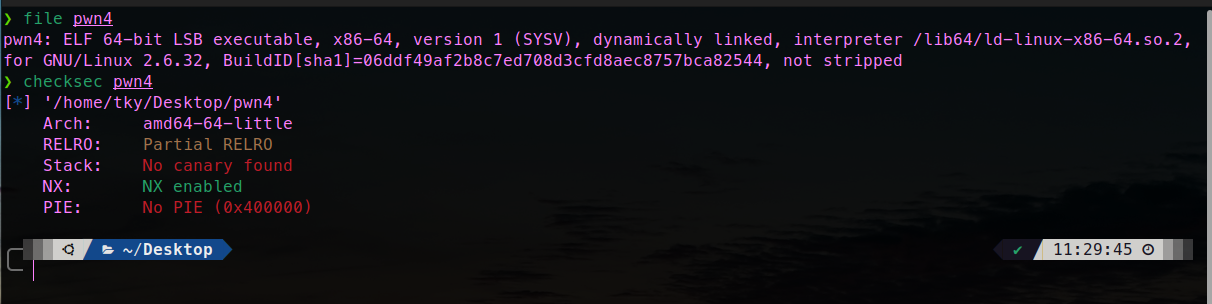 ❯ file pwn4
pwn4: ELF 64-bit LSB executable, x86-64, version 1 (SYSV), dynamically linked, interpreter /lib64/ld-linux-x86-64.so.2,
for GNU/Linux 2.6.32, BuildID[sha1]=06ddf49af2b8c7ed708d3cfd8aec8757bca82544, not stripped
❯ checksec pwn4
[*] '/home/tky/Desktop/pwn4'
Arch: amd64-64-little
RELRO: Partial RELRO
Stack: No canary found
NX: NX enabled
PIE: No PIE (0x400000)
~/Desktop ✔ 11:29:45